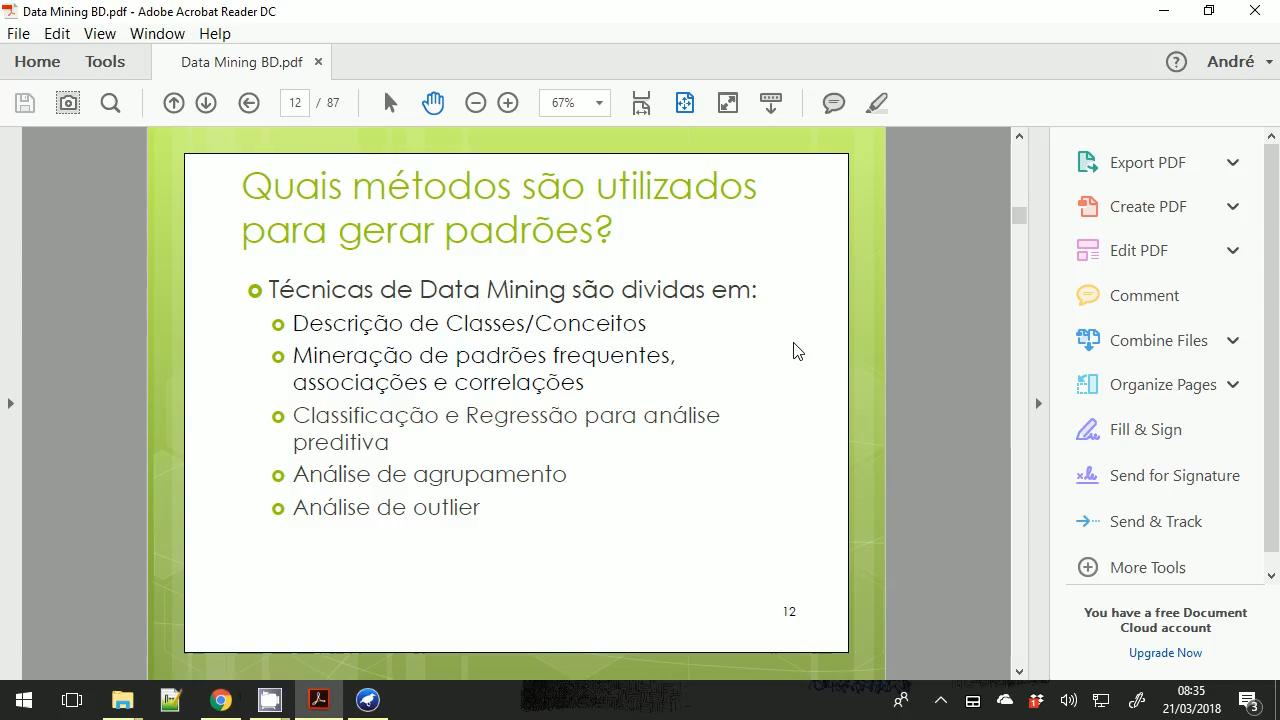 Data Mining BD.pdf - Adobe Acrobat Reader DC
File Edit View Window Help
Home Tools Data Mining BD.pdf × ? André
12 / 87 67%
Quais métodos são utilizados
para gerar padrões?
Técnicas de Data Mining são dividas em:
Descrição de Classes/Conceitos
Mineração de padrões frequentes,
associações e correlações
Classificação e Regressão para análise
preditiva
Análise de agrupamento
Análise de outlier
12
Export PDF
Create PDF
Edit PDF
Comment
Combine Files
Organize Pages
Fill & Sign
Send for Signature
Send & Track
More Tools
You have a free Document
Cloud account
Upgrade Now
08:35
21/03/2018
1
3